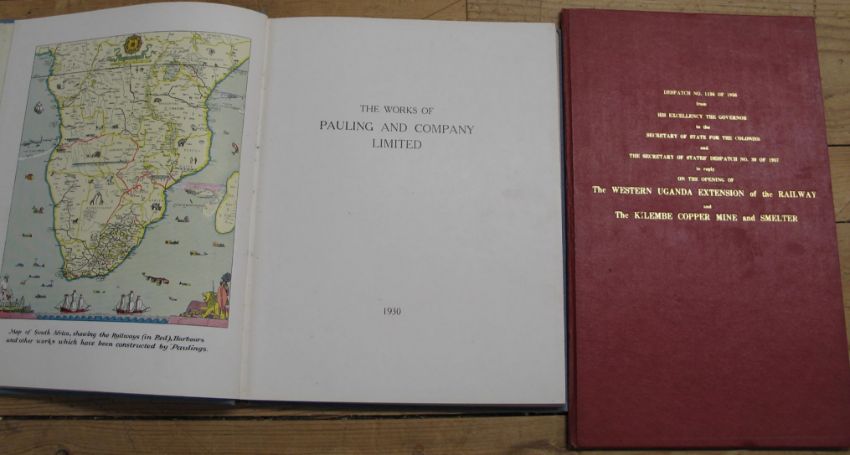 Map of South Africa, shewing the Railways (in Red), Harbours
and other works which have been constructed by Paulings.
THE WORKS OF
PAULING AND COMPANY
LIMITED
1930
DESPATCH NO. 1186 OF 1956
from
HIS EXCELLENCY THE GOVERNOR
to the
SECRETARY OF STATE FOR THE COLONIES
and
THE SECRETARY OF STATES' DESPATCH NO. 39 OF 1957
in reply
ON THE OPENING OF
The WESTERN UGANDA EXTENSION of the RAILWAY
and
The KILEMBE COPPER MINE and SMELTER